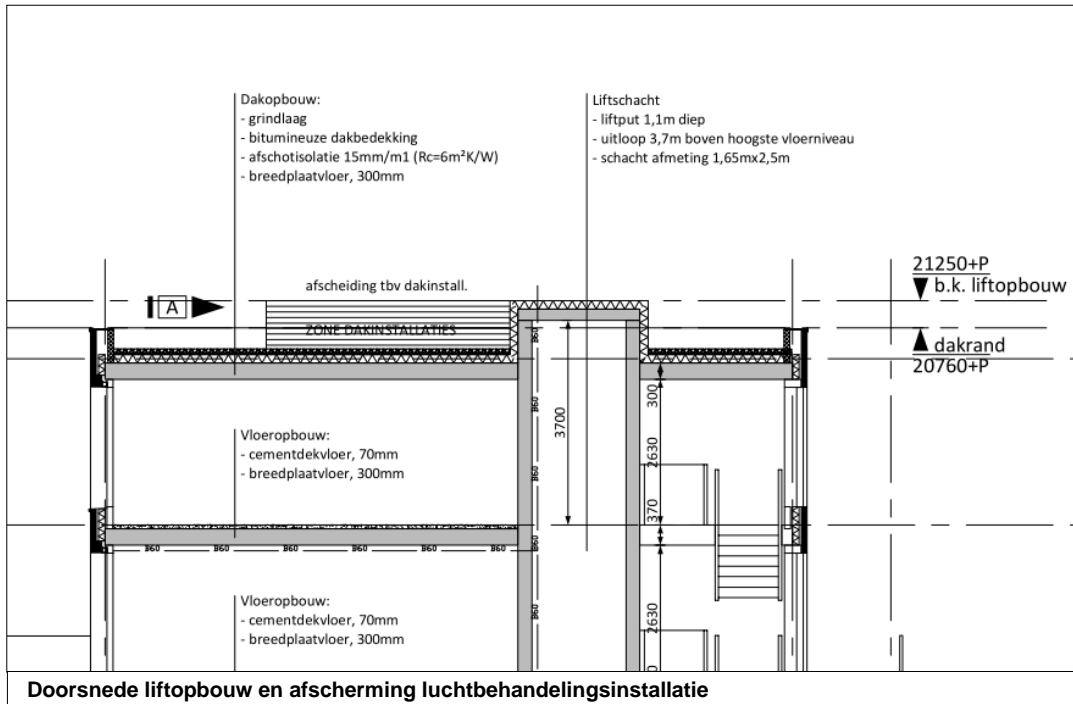 Dakopbouw:
- grindlaag
- bitumineuze dakbedekking
- afschotisolatie 15mm/m1 (Rc=6m²K/W)
- breedplaatvloer, 300mm
Liftschacht
- liftput 1,1m diep
- uitloop 3,7m boven hoogste vloerniveau
- schacht afmeting 1,65mx2,5m
21250+P
b.k. liftopbouw
afscheiding tbv dakinstall.
A
ZONE DAKINSTALLATIES
dakrand
20760+P
B60
B60
B60
B60
3700
300
2630
370
Vloeropbouw:
- cementdekvloer, 70mm
- breedplaatvloer, 300mm
B60 B60 B60 B60 B60 B60
B60
2630
Vloeropbouw:
- cementdekvloer, 70mm
- breedplaatvloer, 300mm
Doorsnede liftopbouw en afscherming luchtbehandelingsinstallatie